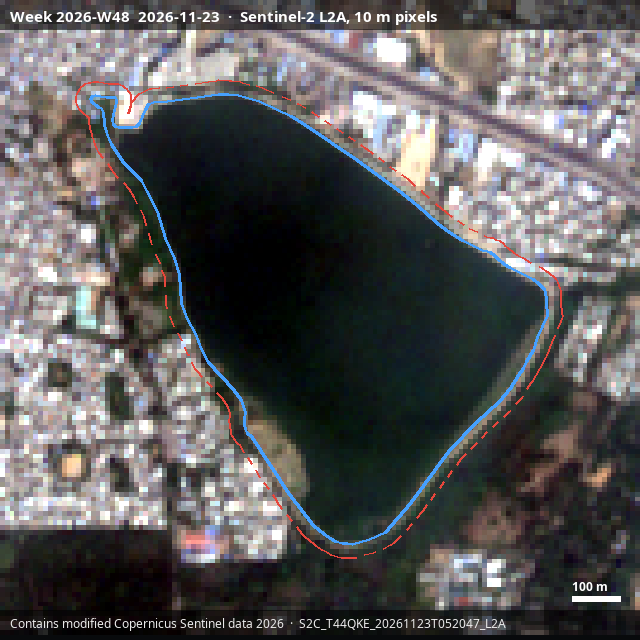 Week 2026-W48 2026-11-23 · Sentinel-2 L2A, 10 m pixels
100 m
Contains modified Copernicus Sentinel data 2026 · S2C_T44QKE_20261123T052047_L2A